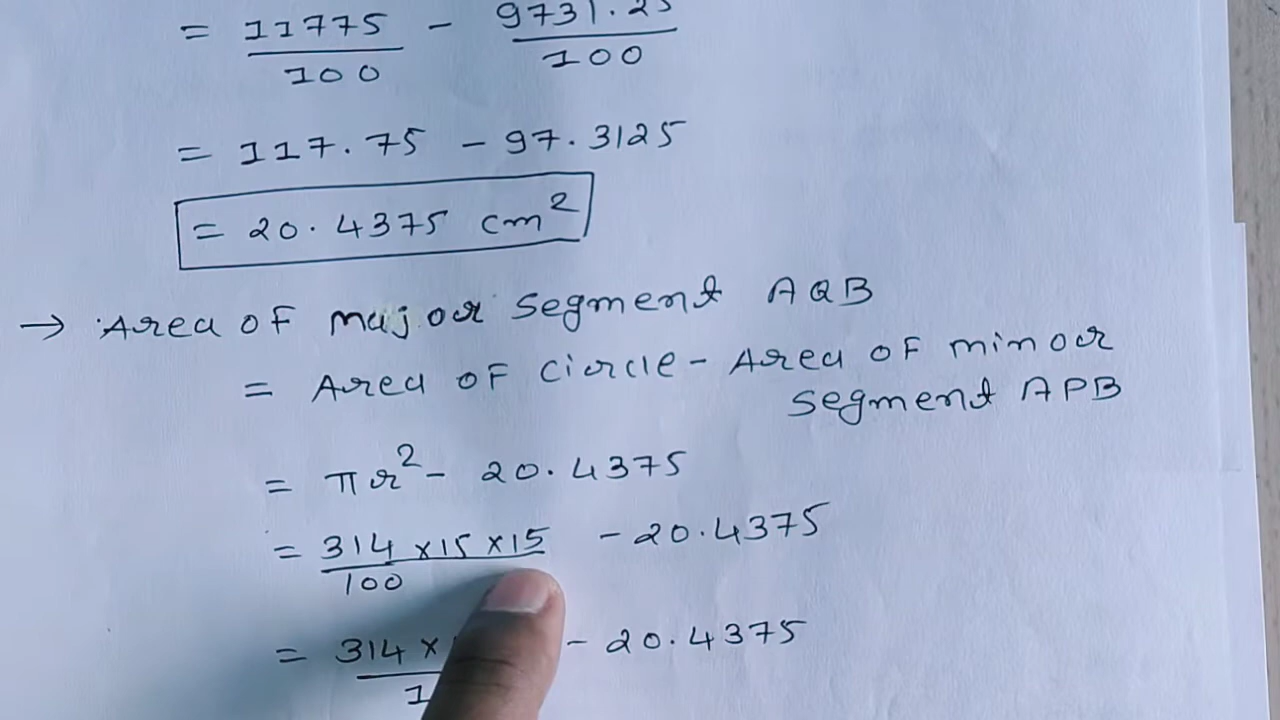 = 11775/100 - 9731.25/100
= 117.75 - 97.3125
= 20.4375 cm²
→ Area of major segment AQB
= Area of circle - Area of minor
segment APB
= πr² - 20.4375
= 314 × 15 × 15/100 - 20.4375
= 314 × - 20.4375